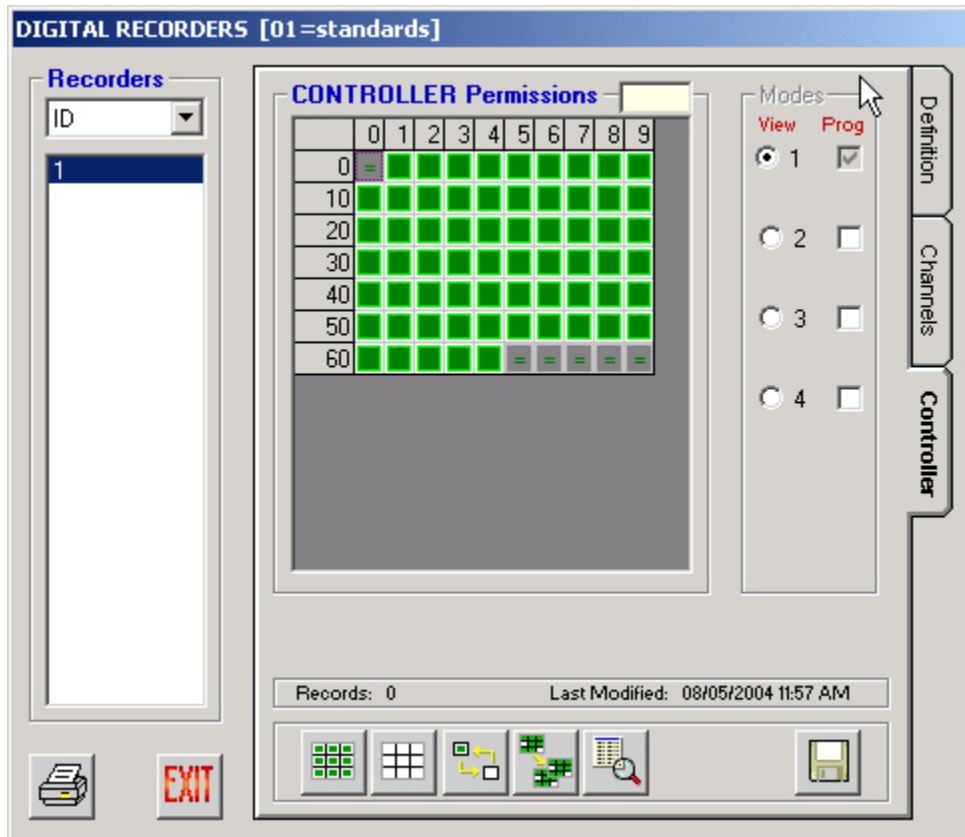 DIGITAL RECORDERS [01=standards]
Recorders
ID
1
CONTROLLER Permissions
0 1 2 3 4 5 6 7 8 9
0 =
10
20
30
40
50
60 = = = = =
Modes
View Prog
1
2
3
4
Definition
Channels
Controller
Records: 0 Last Modified: 08/05/2004 11:57 AM
EXIT